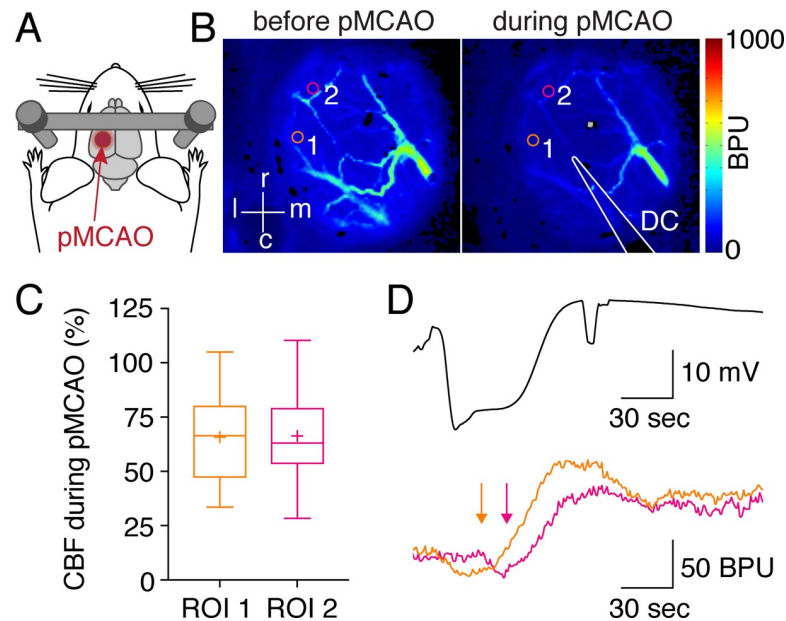 A
pMCAO
B
before pMCAO
during pMCAO
2
1
r
l
m
c
2
1
DC
1000
BPU
0
C
CBF during pMCAO (%)
125
100
75
50
25
0
ROI 1
ROI 2
D
10 mV
30 sec
50 BPU
30 sec